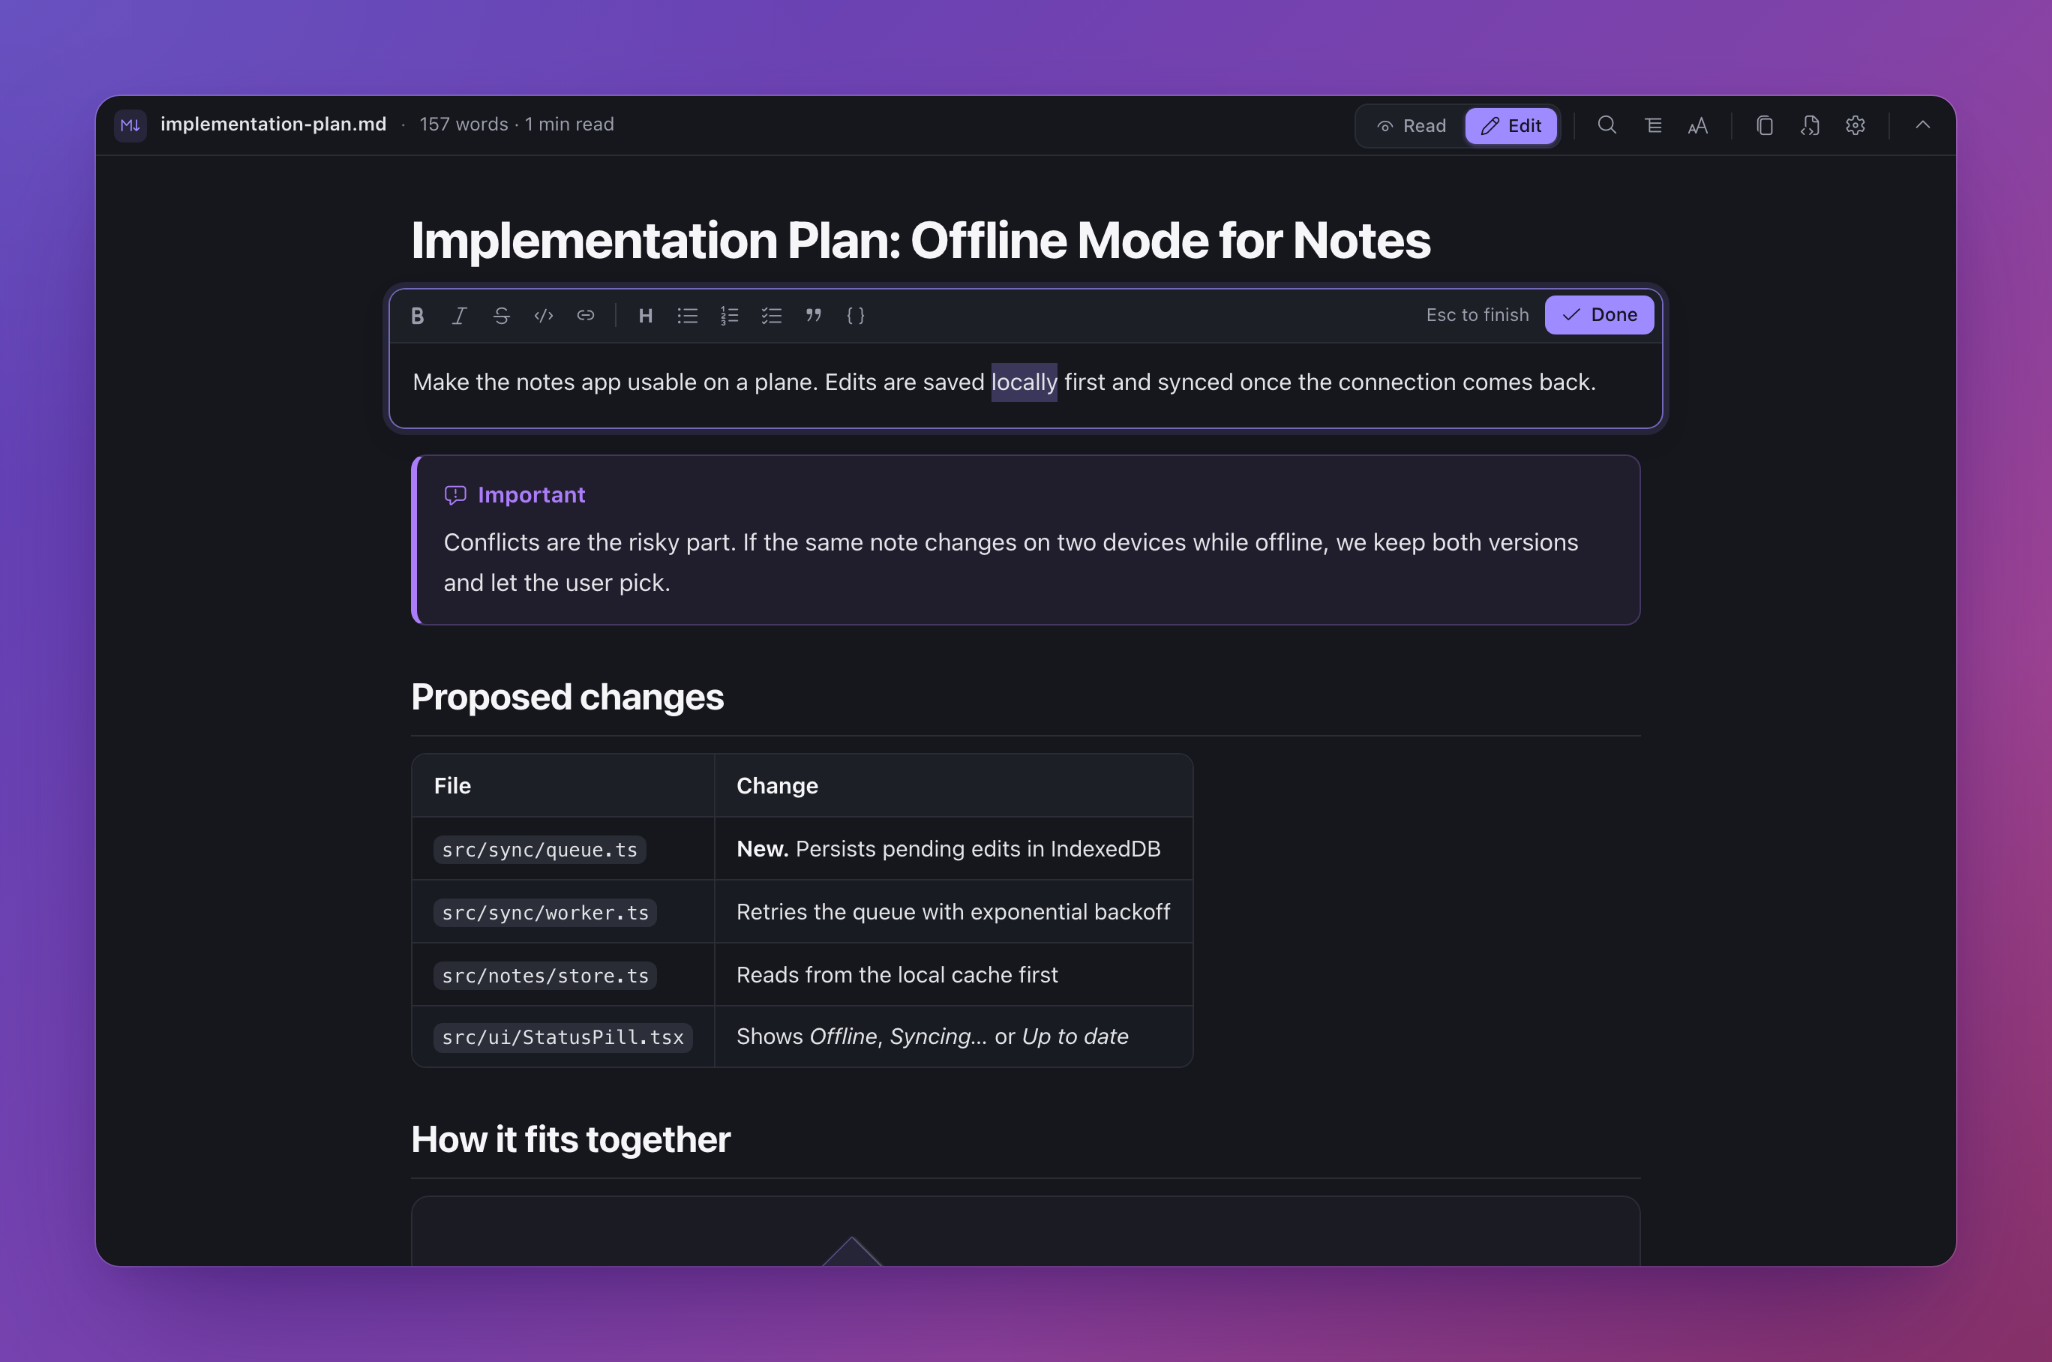 M↓ implementation-plan.md · 157 words · 1 min read Read Edit AA
Implementation Plan: Offline Mode for Notes
B I S </> H 1 2 3 " { } Esc to finish Done
Make the notes app usable on a plane. Edits are saved locally first and synced once the connection comes back.
Important
Conflicts are the risky part. If the same note changes on two devices while offline, we keep both versions
and let the user pick.
Proposed changes
File Change
src/sync/queue.ts New. Persists pending edits in IndexedDB
src/sync/worker.ts Retries the queue with exponential backoff
src/notes/store.ts Reads from the local cache first
src/ui/StatusPill.tsx Shows Offline, Syncing… or Up to date
How it fits together